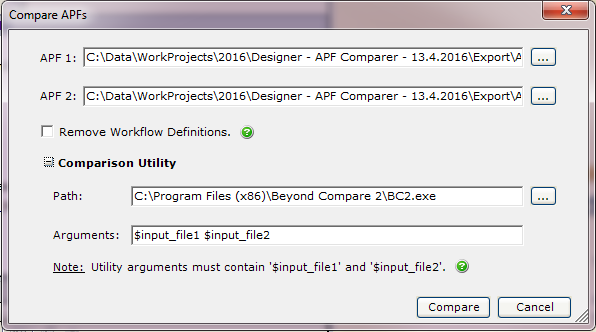 Compare APFs
APF 1: C:\Data\WorkProjects\2016\Designer - APF Comparer - 13.4.2016\Export\A ...
APF 2: C:\Data\WorkProjects\2016\Designer - APF Comparer - 13.4.2016\Export\A ...
Remove Workflow Definitions. ?
Comparison Utility
Path: C:\Program Files (x86)\Beyond Compare 2\BC2.exe ...
Arguments: $input_file1 $input_file2
Note: Utility arguments must contain '$input_file1' and '$input_file2'. ?
Compare Cancel